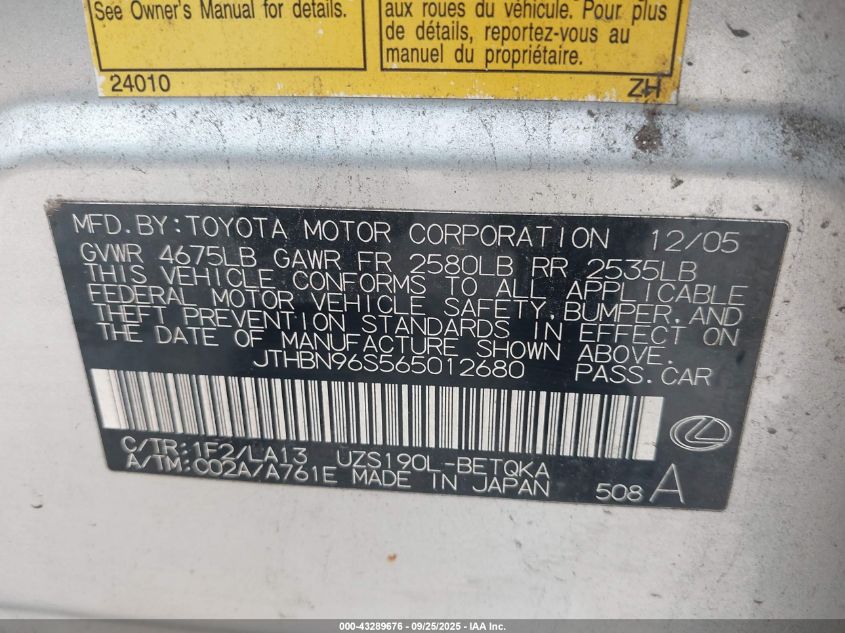 See Owner's Manual for details.
aux roues du véhicule. Pour plus
de détails, reportez-vous au
manuel du propriétaire.
24010
ZH
MFD. BY: TOYOTA MOTOR CORPORATION 12/05
GVWR 4675LB GAWR FR 2580LB RR 2535LB
THIS VEHICLE CONFORMS TO ALL APPLICABLE
FEDERAL MOTOR VEHICLE SAFETY, BUMPER, AND
THEFT PREVENTION STANDARDS IN EFFECT ON
THE DATE OF MANUFACTURE SHOWN ABOVE.
JTHBN96S565012680 PASS. CAR
C/TR: 1F2/LA13 UZS190L-BETQKA
A/TM: C02A/A761E MADE IN JAPAN
508 A
000-43289676 • 09/25/2025 • IAA Inc.